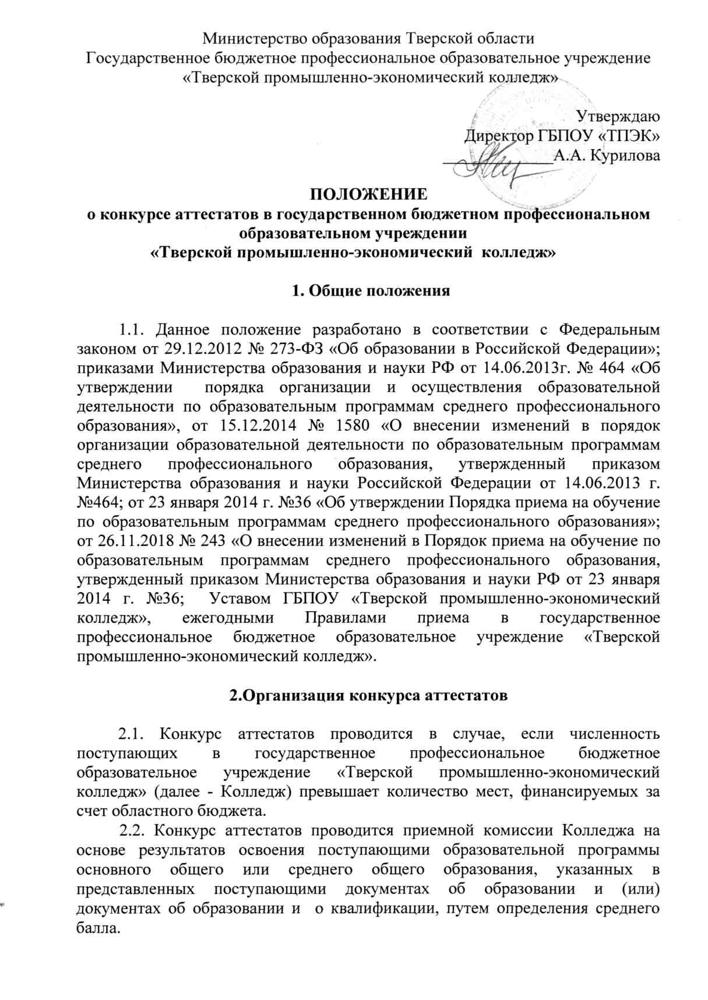 Министерство образования Тверской области
Государственное бюджетное профессиональное образовательное учреждение
«Тверской промышленно-экономический колледж»
Утверждаю
Директор ГБПОУ «ТПЭК»
А.А. Курилова
ПОЛОЖЕНИЕ
о конкурсе аттестатов в государственном бюджетном профессиональном
образовательном учреждении
«Тверской промышленно-экономический колледж»
1. Общие положения
1.1. Данное положение разработано в соответствии с Федеральным
законом от 29.12.2012 № 273-ФЗ «Об образовании в Российской Федерации»;
приказами Министерства образования и науки РФ от 14.06.2013г. № 464 «Об
утверждении порядка организации и осуществления образовательной
деятельности по образовательным программам среднего профессионального
образования», от 15.12.2014 № 1580 «О внесении изменений в порядок
организации образовательной деятельности по образовательным программам
среднего профессионального образования, утвержденный приказом
Министерства образования и науки Российской Федерации от 14.06.2013 г.
№464; от 23 января 2014 г. №36 «Об утверждении Порядка приема на обучение
по образовательным программам среднего профессионального образования»;
от 26.11.2018 № 243 «О внесении изменений в Порядок приема на обучение по
образовательным программам среднего профессионального образования,
утвержденный приказом Министерства образования и науки РФ от 23 января
2014 г. №36; Уставом ГБПОУ «Тверской промышленно-экономический
колледж», ежегодными Правилами приема в государственное
профессиональное бюджетное образовательное учреждение «Тверской
промышленно-экономический колледж».
2.Организация конкурса аттестатов
2.1. Конкурс аттестатов проводится в случае, если численность
поступающих в государственное профессиональное бюджетное
образовательное учреждение «Тверской промышленно-экономический
колледж» (далее - Колледж) превышает количество мест, финансируемых за
счет областного бюджета.
2.2. Конкурс аттестатов проводится приемной комиссии Колледжа на
основе результатов освоения поступающими образовательной программы
основного общего или среднего общего образования, указанных в
представленных поступающими документах об образовании и (или)
документах об образовании и о квалификации, путем определения среднего
балла.